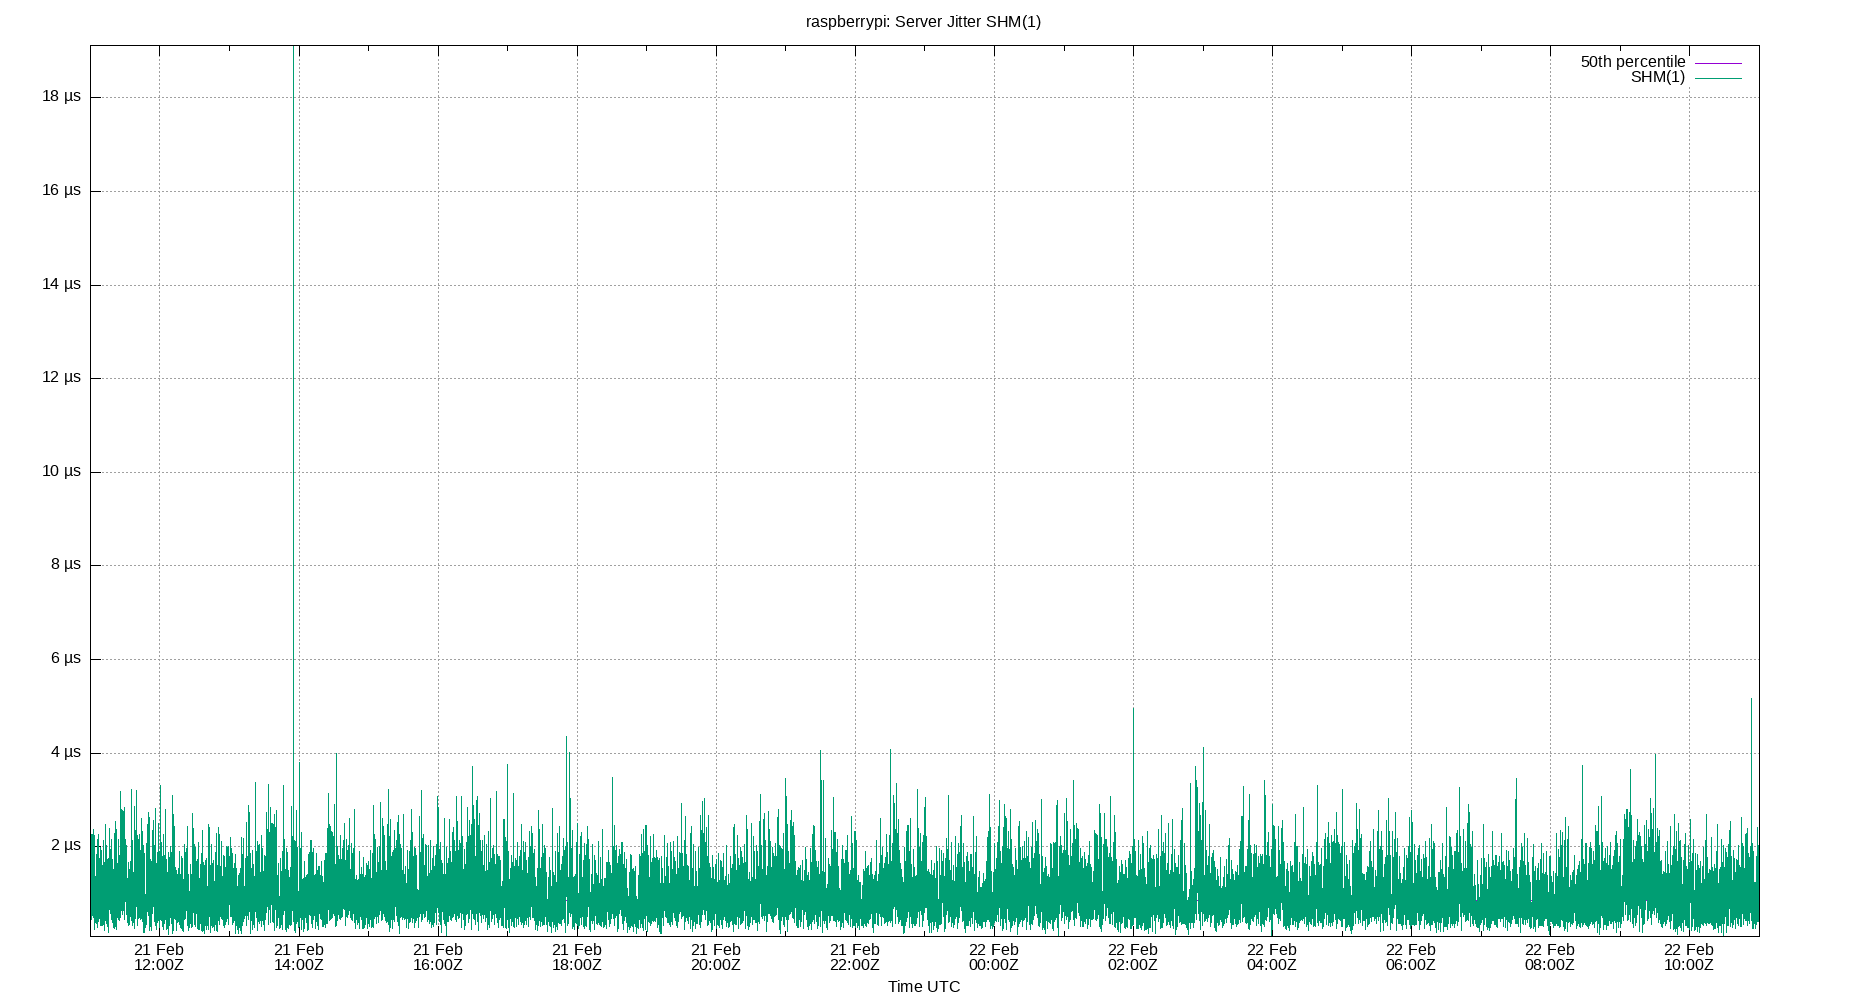 raspberrypi: Server Jitter SHM(1)
50th percentile
SHM(1)
18 µs
16 µs
14 µs
12 µs
10 µs
8 µs
6 µs
4 µs
2 µs
21 Feb 21 Feb 21 Feb 21 Feb 21 Feb 21 Feb 22 Feb 22 Feb 22 Feb 22 Feb 22 Feb 22 Feb
12:00Z 14:00Z 16:00Z 18:00Z 20:00Z 22:00Z 00:00Z 02:00Z 04:00Z 06:00Z 08:00Z 10:00Z
Time UTC